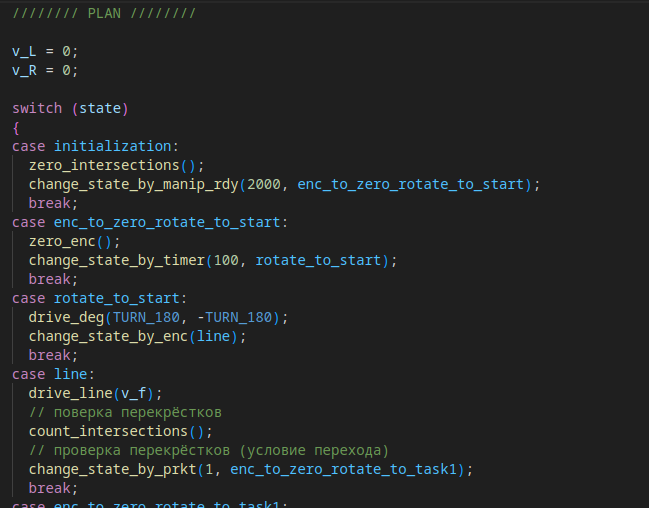 //////// PLAN ////////
v_L = 0;
v_R = 0;
switch (state)
{
case initialization:
zero_intersections();
change_state_by_manip_rdy(2000, enc_to_zero_rotate_to_start);
break;
case enc_to_zero_rotate_to_start:
zero_enc();
change_state_by_timer(100, rotate_to_start);
break;
case rotate_to_start:
drive_deg(TURN_180, -TURN_180);
change_state_by_enc(line);
break;
case line:
drive_line(v_f);
// поверка перекрёстков
count_intersections();
// проверка перекрёстков (условие перехода)
change_state_by_prkt(1, enc_to_zero_rotate_to_task1);
break;
case enc_to_zero_rotate_to_task1: